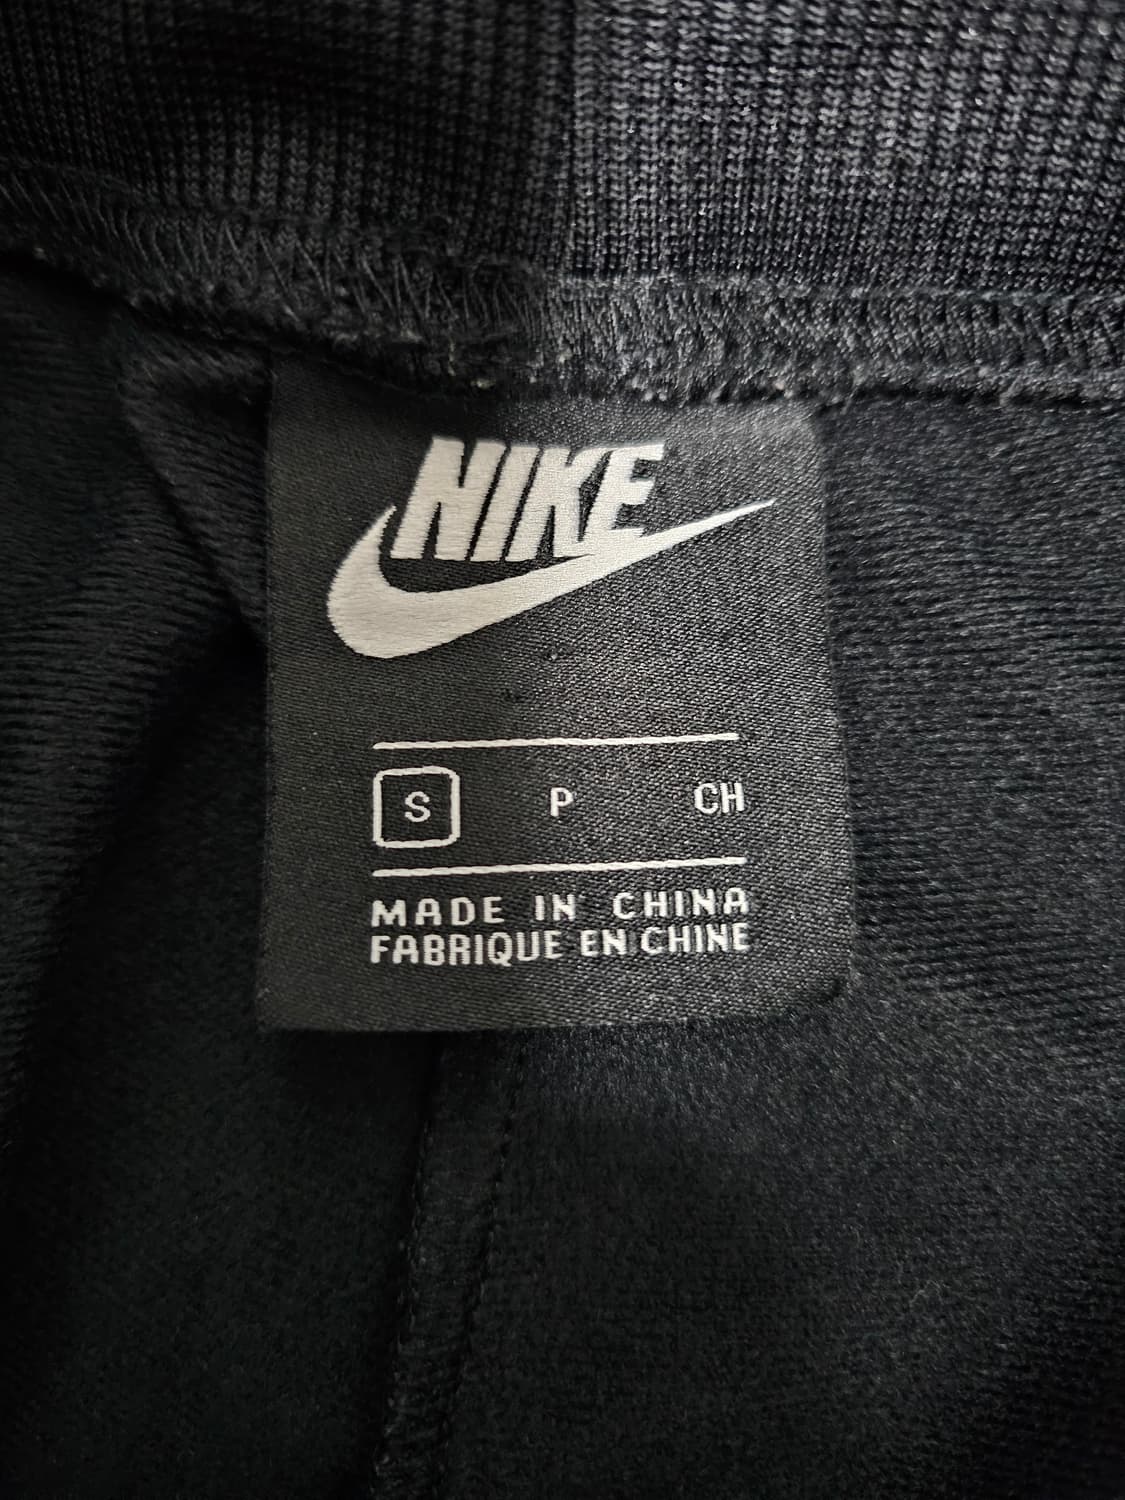 NIKE
S P CH
MADE IN CHINA
FABRIQUE EN CHINE